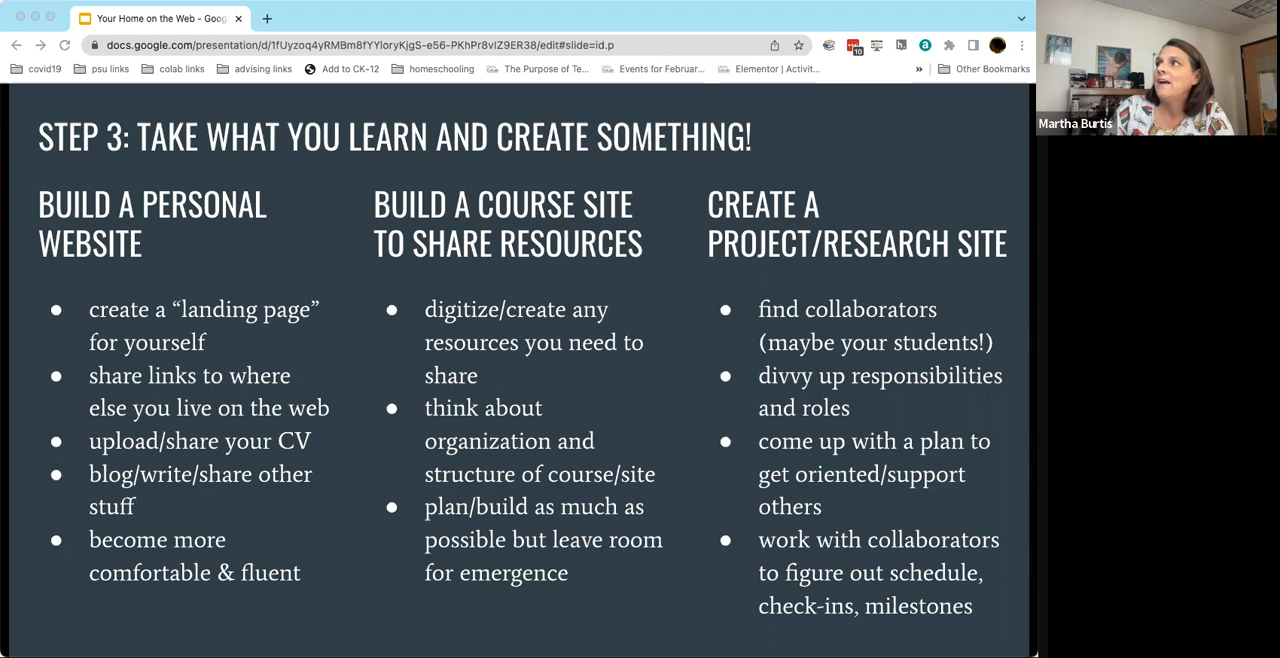 Your Home on the Web - Goog
docs.google.com/presentation/d/1fUyzoq4yRMBm8fYYloryKjgS-e56-PKhPr8vIZ9ER38/edit#slide=id.p
10
covid19
psu links
colab links
advising links
Add to CK-12
homeschooling
The Purpose of Te...
Events for Februar...
Elementor | Activit...
»
Other Bookmarks
Martha Burtis
STEP 3: TAKE WHAT YOU LEARN AND CREATE SOMETHING!
BUILD A PERSONAL
WEBSITE
● create a “landing page”
for yourself
● share links to where
else you live on the web
● upload/share your CV
● blog/write/share other
stuff
● become more
comfortable & fluent
BUILD A COURSE SITE
TO SHARE RESOURCES
● digitize/create any
resources you need to
share
● think about
organization and
structure of course/site
● plan/build as much as
possible but leave room
for emergence
CREATE A
PROJECT/RESEARCH SITE
● find collaborators
(maybe your students!)
● divvy up responsibilities
and roles
● come up with a plan to
get oriented/support
others
● work with collaborators
to figure out schedule,
check-ins, milestones